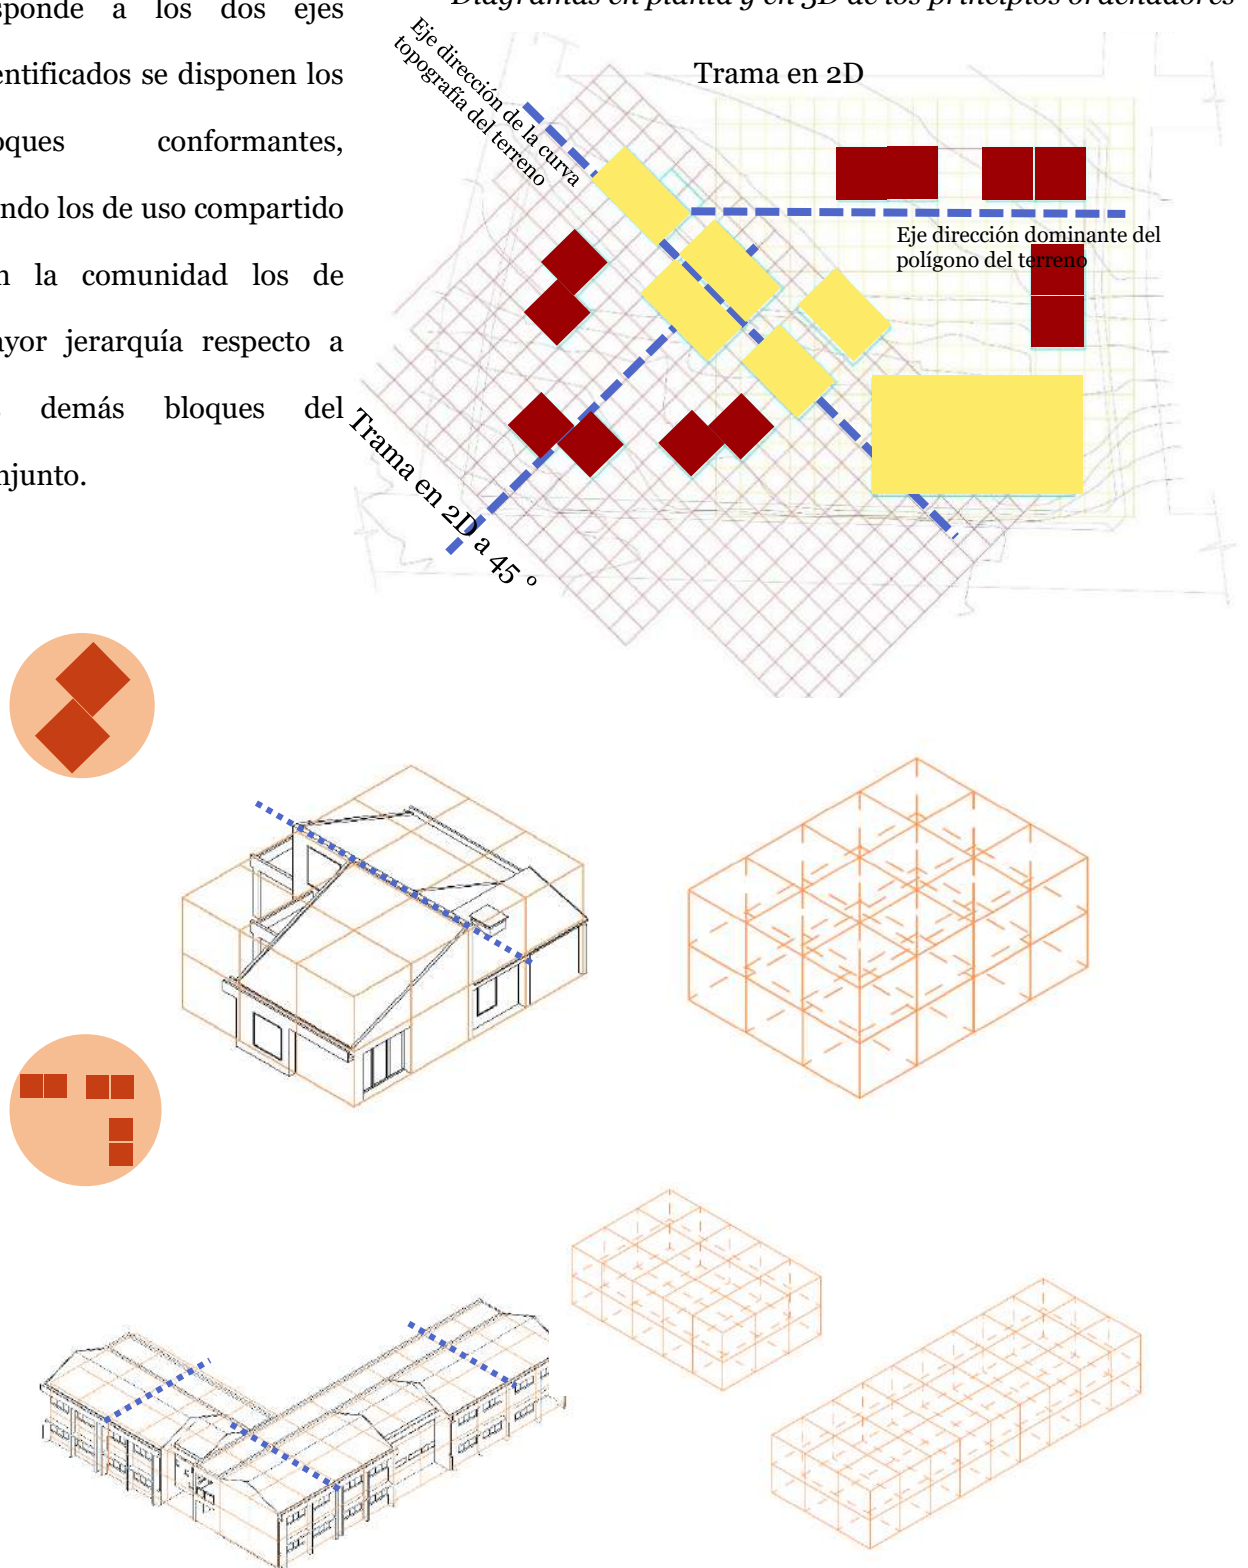 sponde a los dos ejes
entificados se disponen los
oques conformantes,
endo los de uso compartido
n la comunidad los de
ayor jerarquía respecto a
s demás bloques del
njunto.
Diagramas en planta y en 3D de los principios ordenadores
Eje dirección de la curva
topografía del terreno
Trama en 2D
Eje dirección dominante del
polígono del terreno
Trama en 2D a 45 º